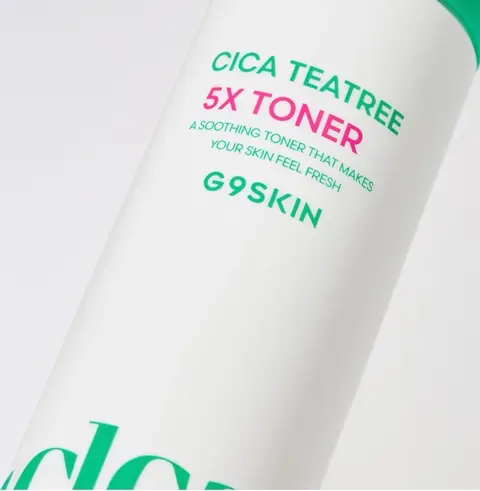 CICA TEATREE
5X TONER
A SOOTHING TONER THAT MAKES
YOUR SKIN FEEL FRESH
G9SKIN